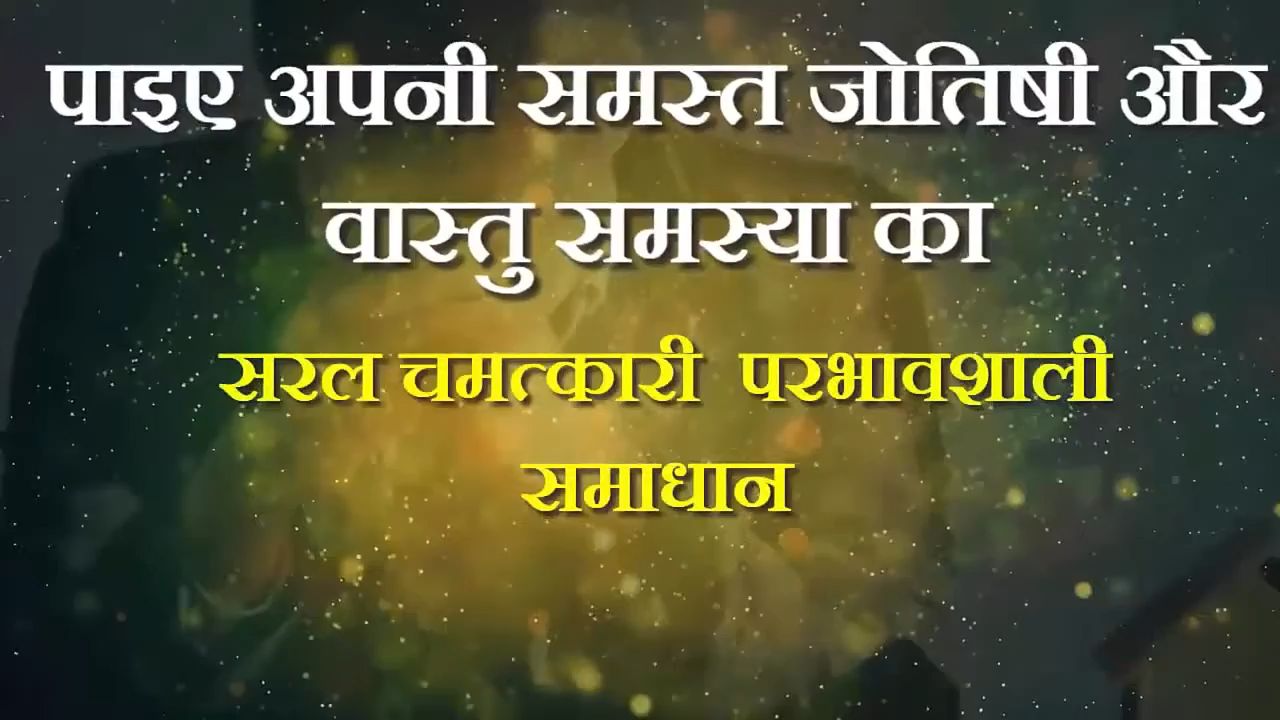 पाइए अपनी समस्त जोतिषी और
वास्तु समस्या का
सरल चमत्कारी परभावशाली
समाधान